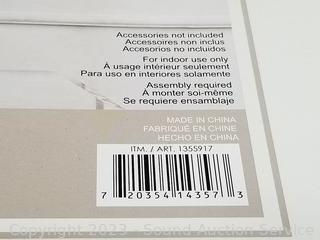 Accessories not included
Accessoires non inclus
Accesorio no incluidos
For indoor use only
À usage intérieur seulement
Para uso en interiores solamente
Assembly required
À monter soi-même
Se requiere ensamblaje
MADE IN CHINA
FABRIQUÉ EN CHINE
HECHO EN CHINA
ITM. / ART. 1355917
7 20354 14357 3
Copyright 2023 - Sound Auction Service